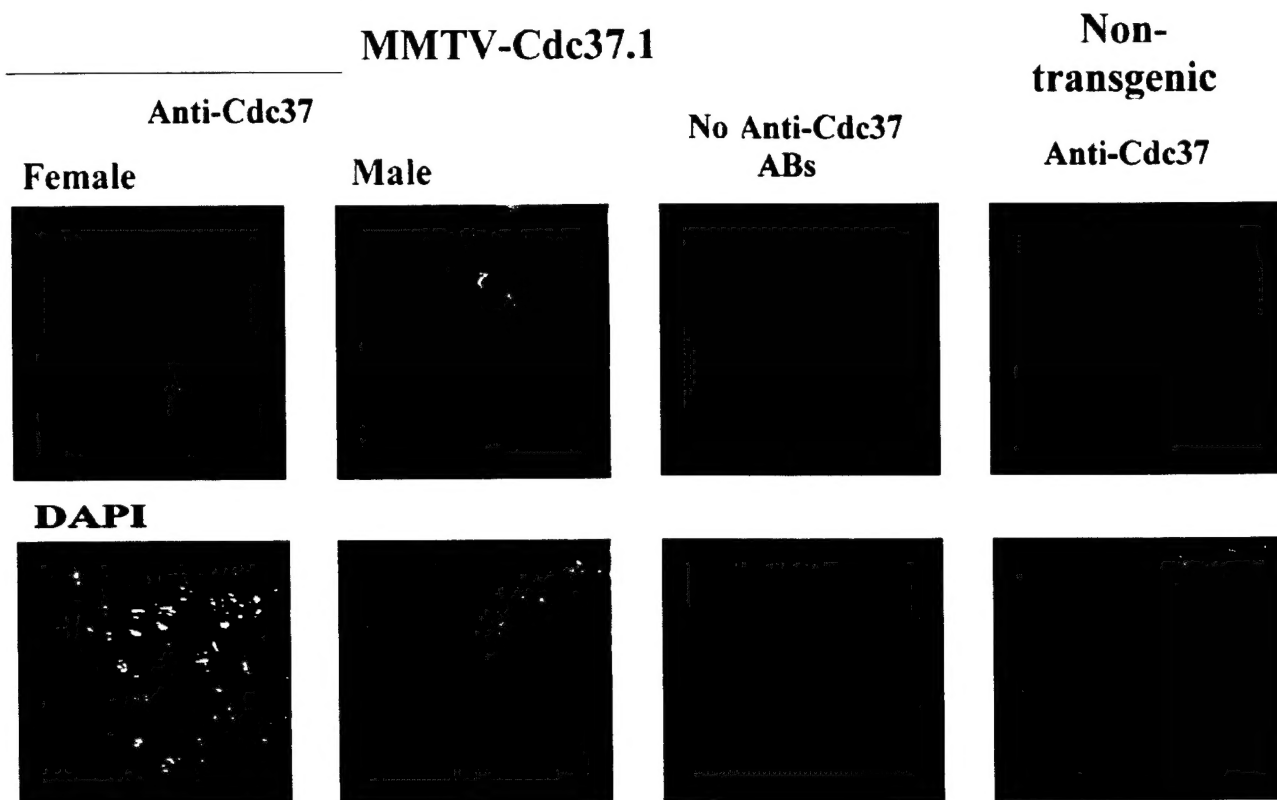 MMTV-Cdc37.1
Non-
transgenic
Anti-Cdc37
No Anti-Cdc37
ABs
Anti-Cdc37
Female
Male
DAPI